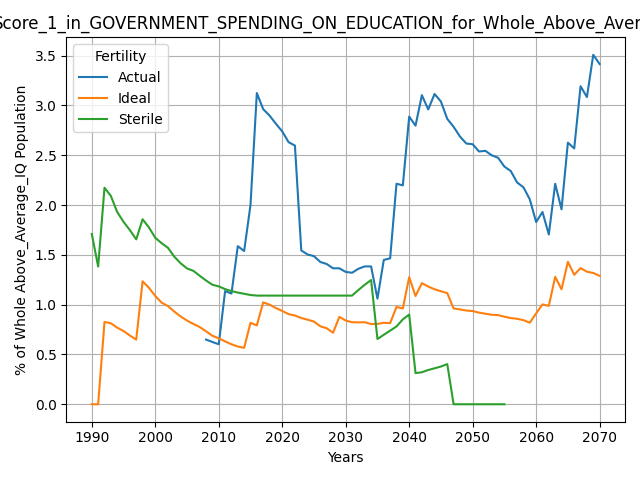 Score_1_in_GOVERNMENT_SPENDING_ON_EDUCATION_for_Whole_Above_Aver
Fertility
Actual
Ideal
Sterile
% of Whole Above_Average_IQ Population
3.5
3.0
2.5
2.0
1.5
1.0
0.5
0.0
1990 2000 2010 2020 2030 2040 2050 2060 2070
Years